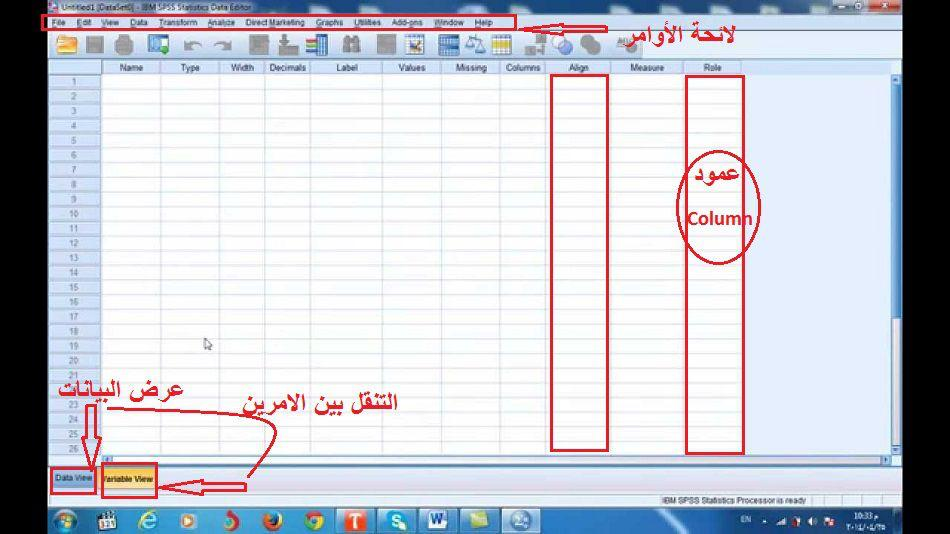 Untitled1 [DataSet0] - IBM SPSS Statistics Data Editor
File Edit View Data Transform Analyze Direct Marketing Graphs Utilities Add-ons Window Help
لائحة الأوامر
Name Type Width Decimals Label Values Missing Columns Align Measure Role
1
2
3
4
5
6
7
8
9
10
11
12
13
14
15
16
17
18
19
20
21
23
24
25
26
عمود
Column
عرض البيانات
التنقل بين الامرين
Data View Variable View
IBM SPSS Statistics Processor is ready
EN
10:33 م